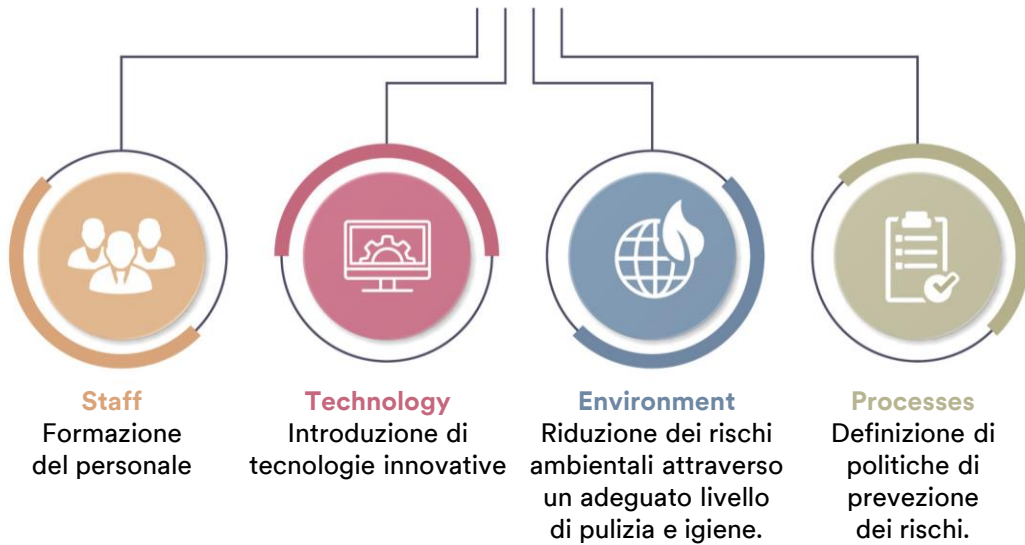 Staff
Formazione
del personale
Technology
Introduzione di
tecnologie innovative
Environment
Riduzione dei rischi
ambientali attraverso
un adeguato livello
di pulizia e igiene.
Processes
Definizione di
politiche di
prevezione
dei rischi.